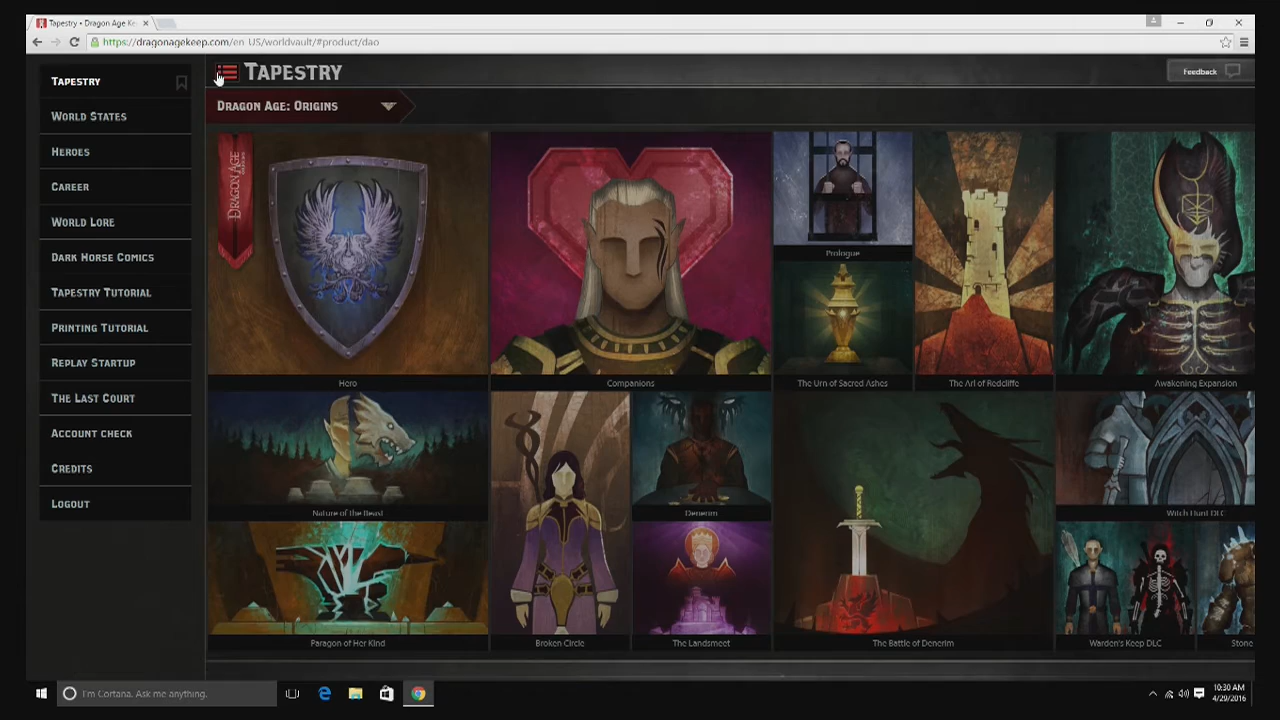 Tapestry • Dragon Age Ke
https://dragonagekeep.com/en_US/worldvault/#product/dao
TAPESTRY
WORLD STATES
HEROES
CAREER
WORLD LORE
DARK HORSE COMICS
TAPESTRY TUTORIAL
PRINTING TUTORIAL
REPLAY STARTUP
THE LAST COURT
ACCOUNT CHECK
CREDITS
LOGOUT
TAPESTRY
Feedback
DRAGON AGE: ORIGINS
DRAGON AGE
Hero
Companions
Prologue
The Urn of Sacred Ashes
The Arl of Redcliffe
Awakening Expansion
Nature of the Beast
Broken Circle
Denerim
Witch Hunt DLC
Paragon of Her Kind
The Landsmeet
The Battle of Denerim
Warden's Keep DLC
Stone
I'm Cortana. Ask me anything.
10:30 AM
4/29/2016